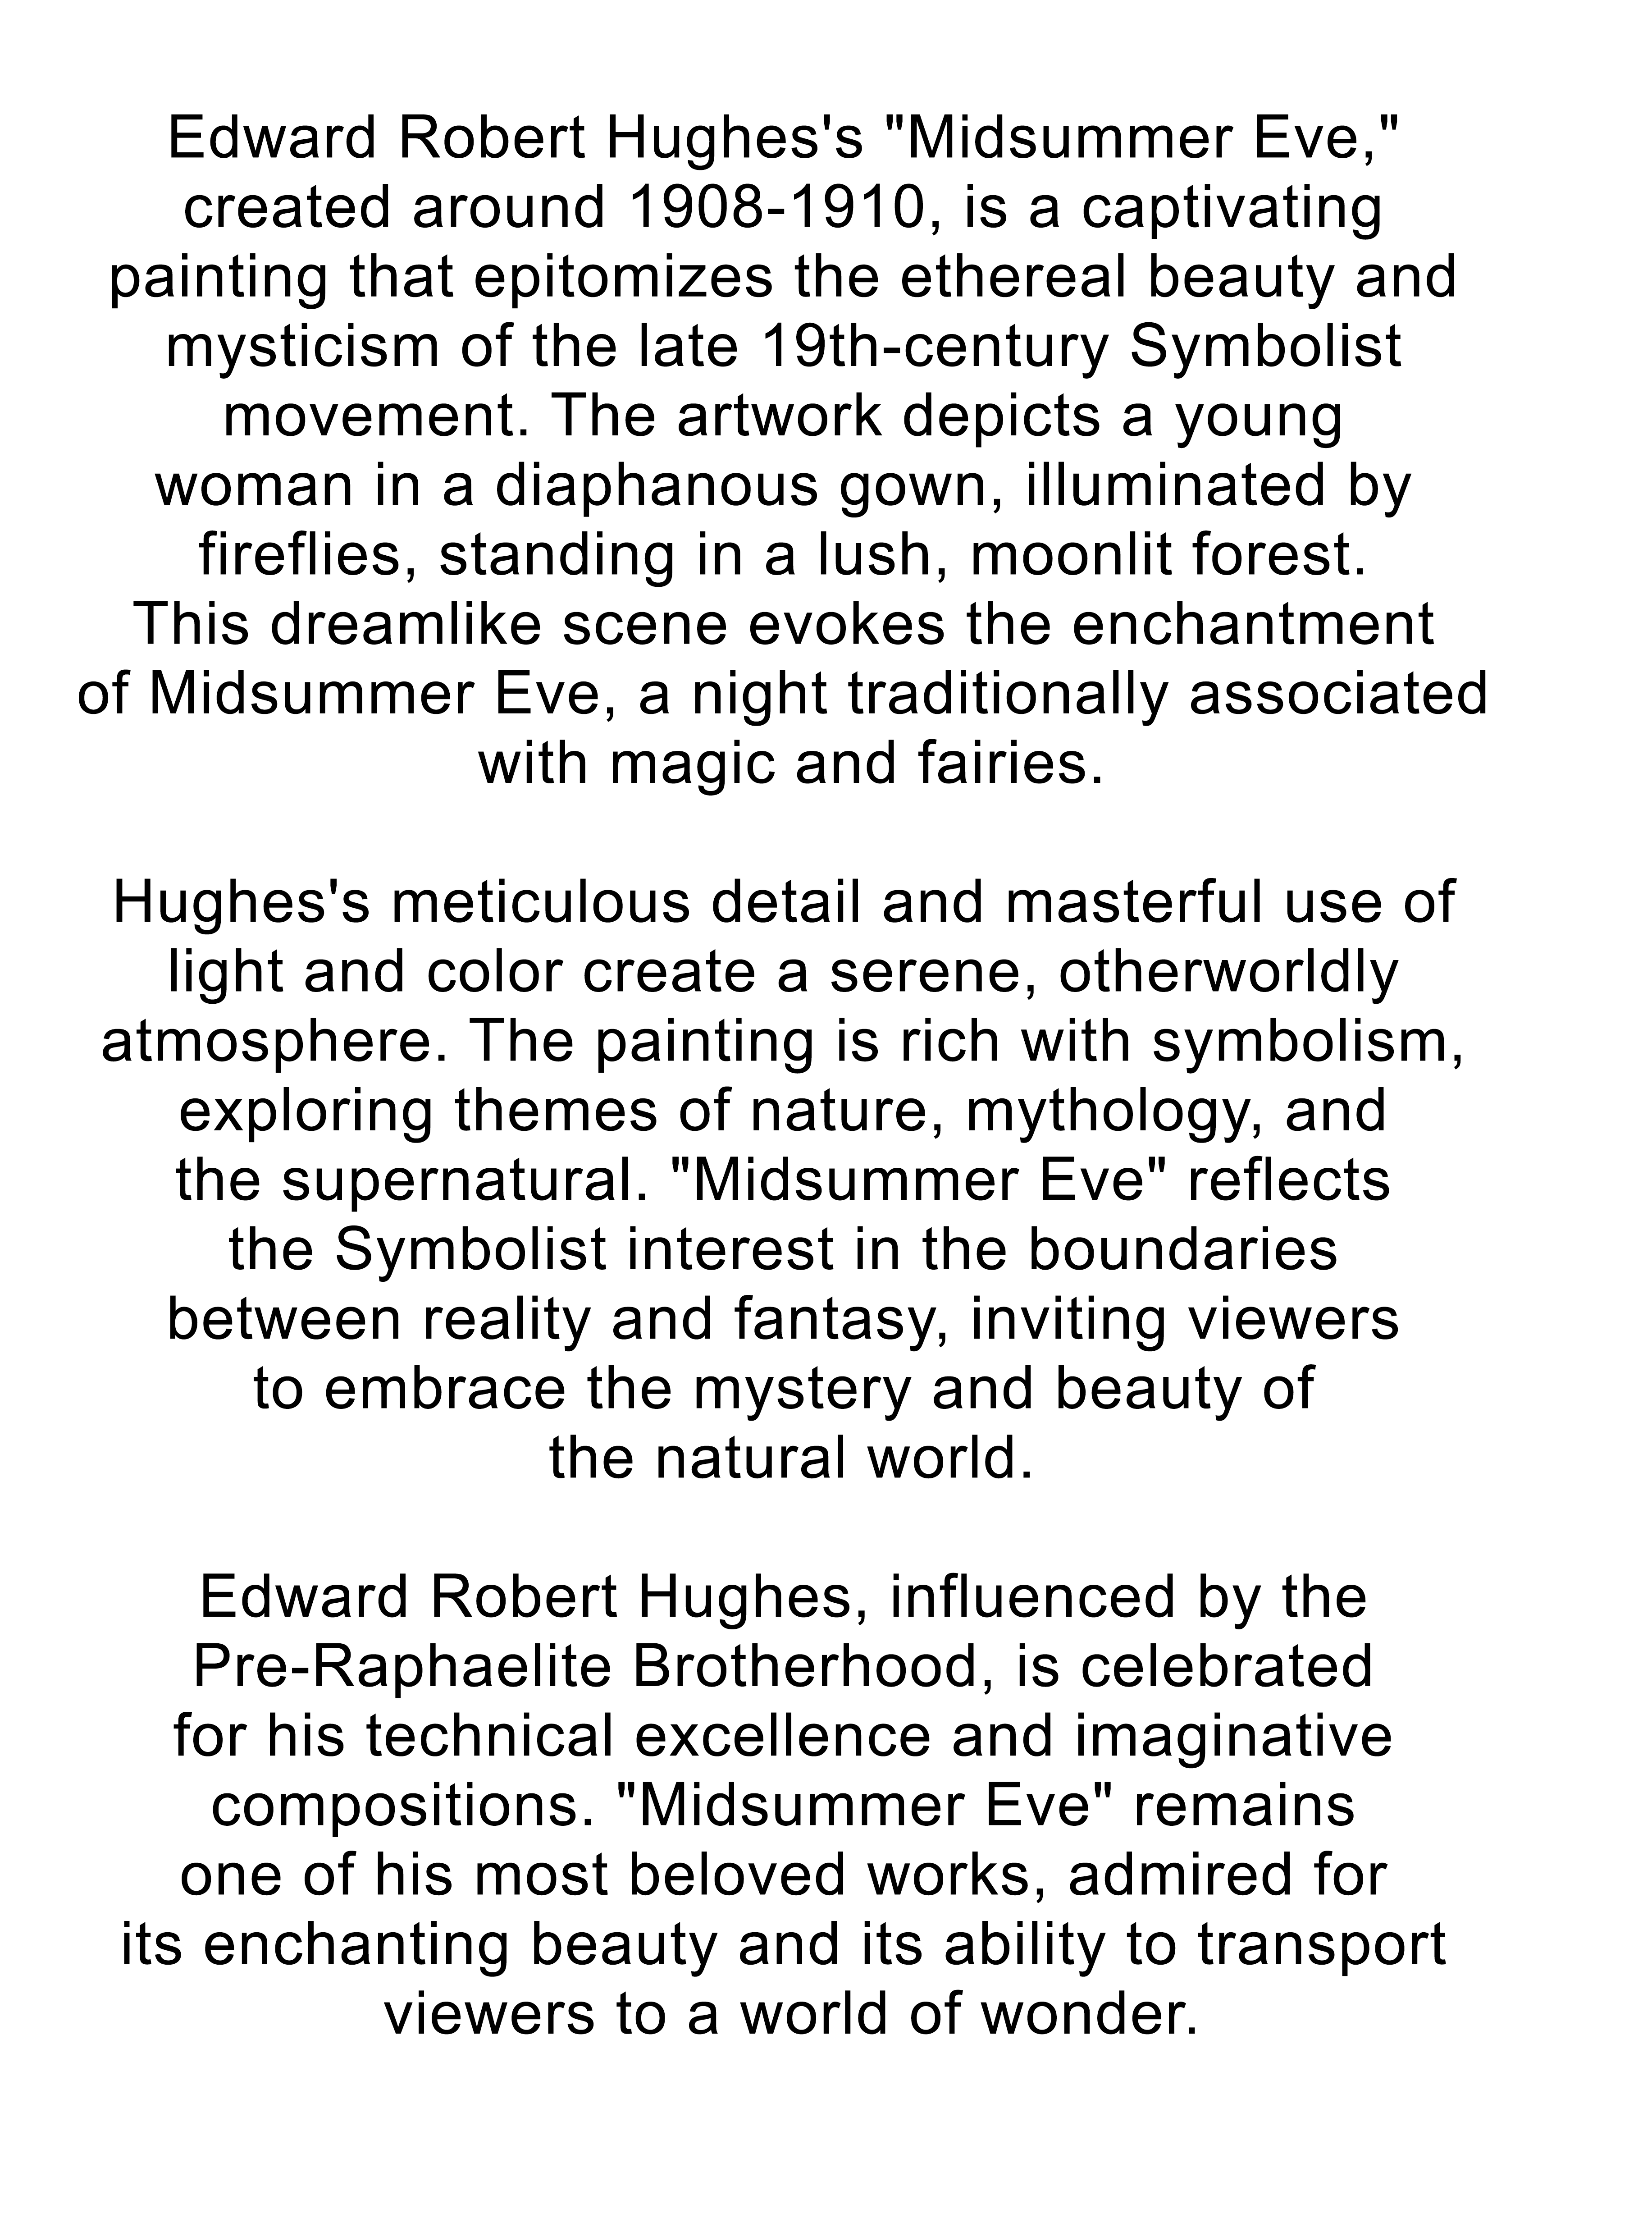 Edward Robert Hughes's "Midsummer Eve,"
created around 1908-1910, is a captivating
painting that epitomizes the ethereal beauty and
mysticism of the late 19th-century Symbolist
movement. The artwork depicts a young
woman in a diaphanous gown, illuminated by
fireflies, standing in a lush, moonlit forest.
This dreamlike scene evokes the enchantment
of Midsummer Eve, a night traditionally associated
with magic and fairies.
Hughes's meticulous detail and masterful use of
light and color create a serene, otherworldly
atmosphere. The painting is rich with symbolism,
exploring themes of nature, mythology, and
the supernatural. "Midsummer Eve" reflects
the Symbolist interest in the boundaries
between reality and fantasy, inviting viewers
to embrace the mystery and beauty of
the natural world.
Edward Robert Hughes, influenced by the
Pre-Raphaelite Brotherhood, is celebrated
for his technical excellence and imaginative
compositions. "Midsummer Eve" remains
one of his most beloved works, admired for
its enchanting beauty and its ability to transport
viewers to a world of wonder.